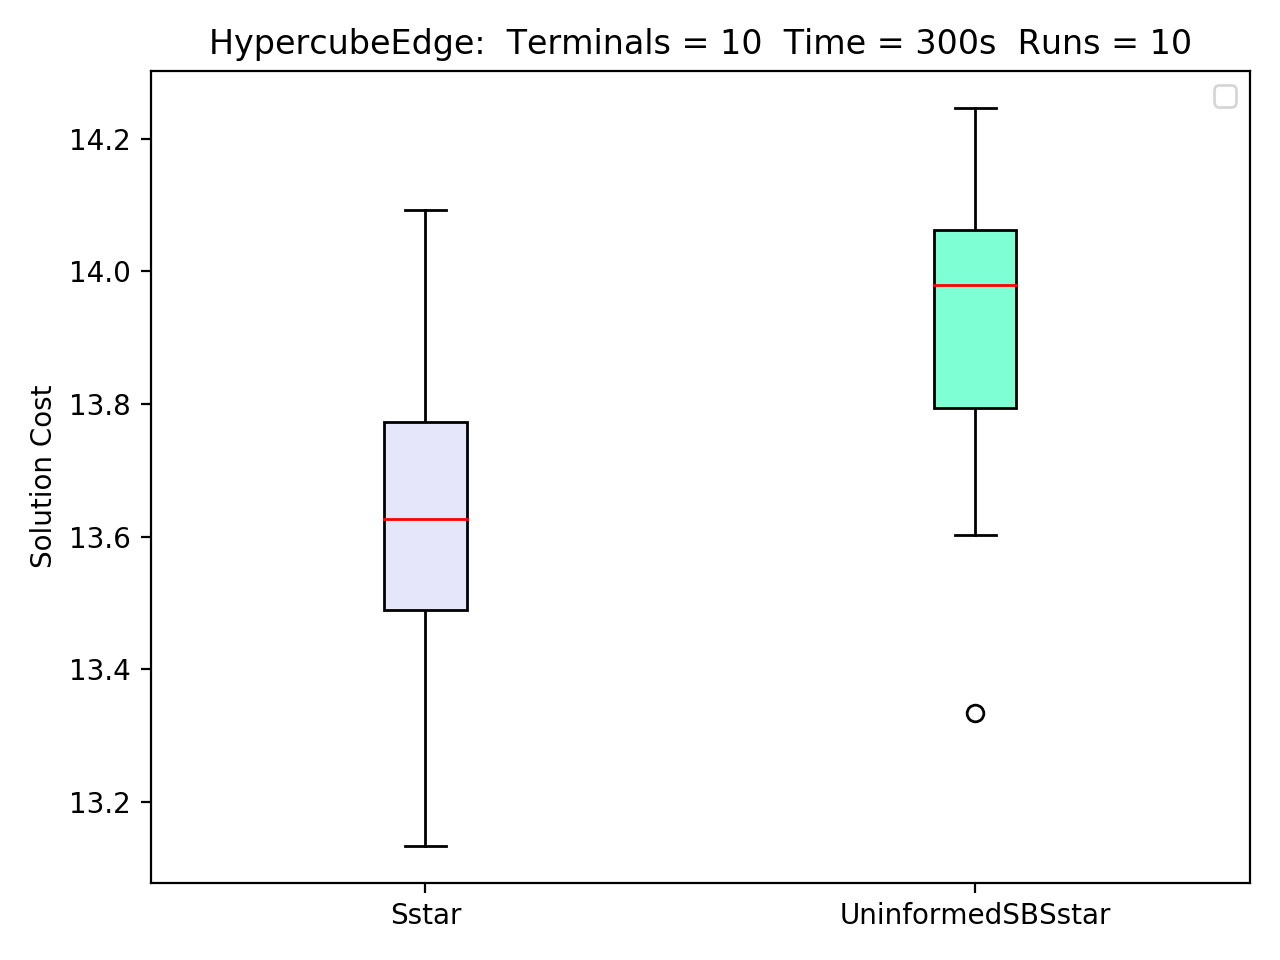 HypercubeEdge: Terminals = 10 Time = 300s Runs = 10
Solution Cost
14.2
14.0
13.8
13.6
13.4
13.2
Sstar
UninformedSBSstar